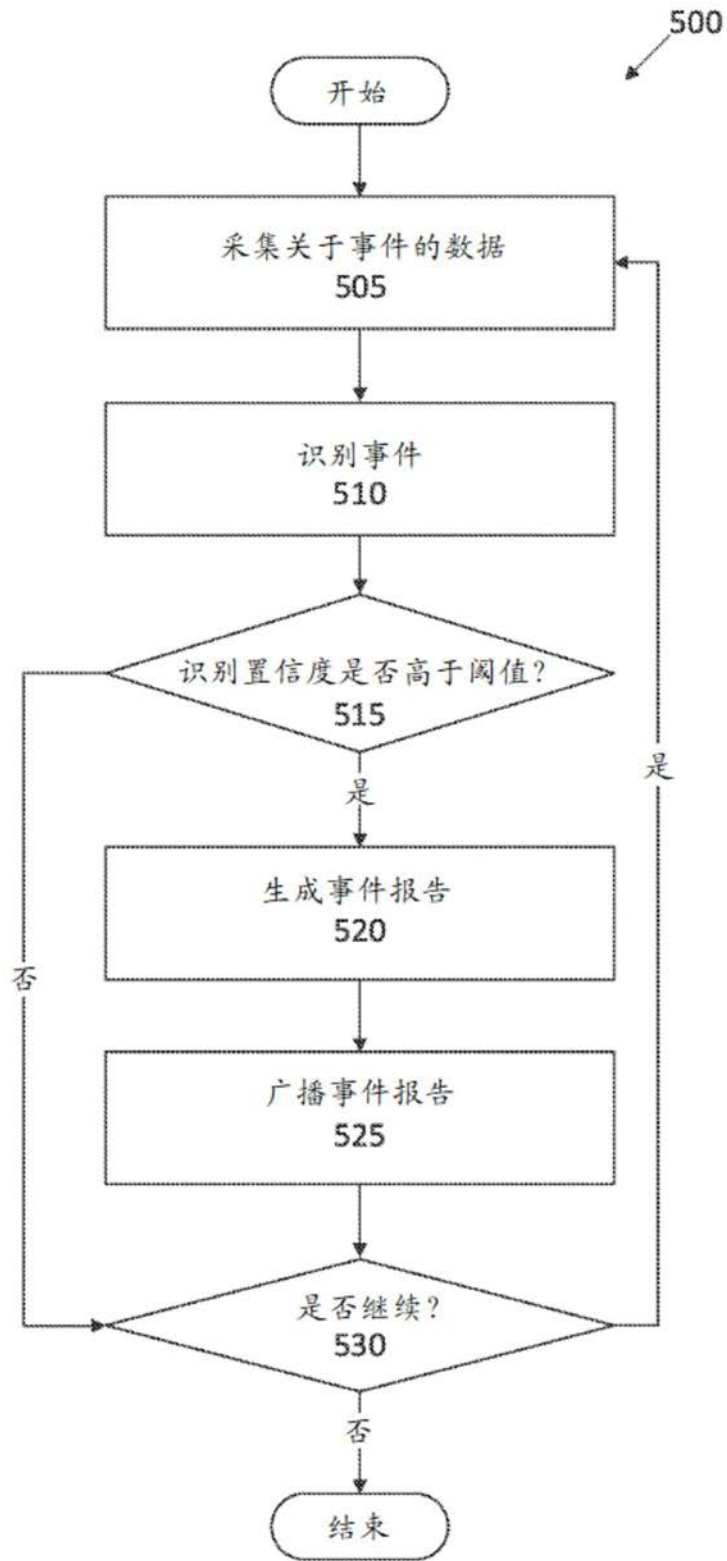 500
开始
采集关于事件的数据
505
识别事件
510
识别置信度是否高于阈值?
515
是
是
生成事件报告
520
否
广播事件报告
525
是否继续?
530
否
结束